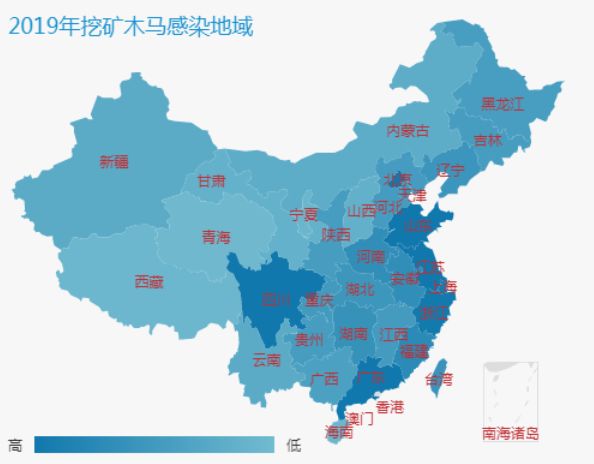 2019年挖矿木马感染地域
黑龙江
内蒙古
吉林
新疆
辽宁
甘肃
北京
天津
河北
宁夏
山西
山东
青海
陕西
河南
西藏
江苏
安徽
上海
湖北
四川
重庆
浙江
湖南
江西
贵州
福建
云南
广西
广东
台湾
香港
澳门
海南
南海诸岛
高
低